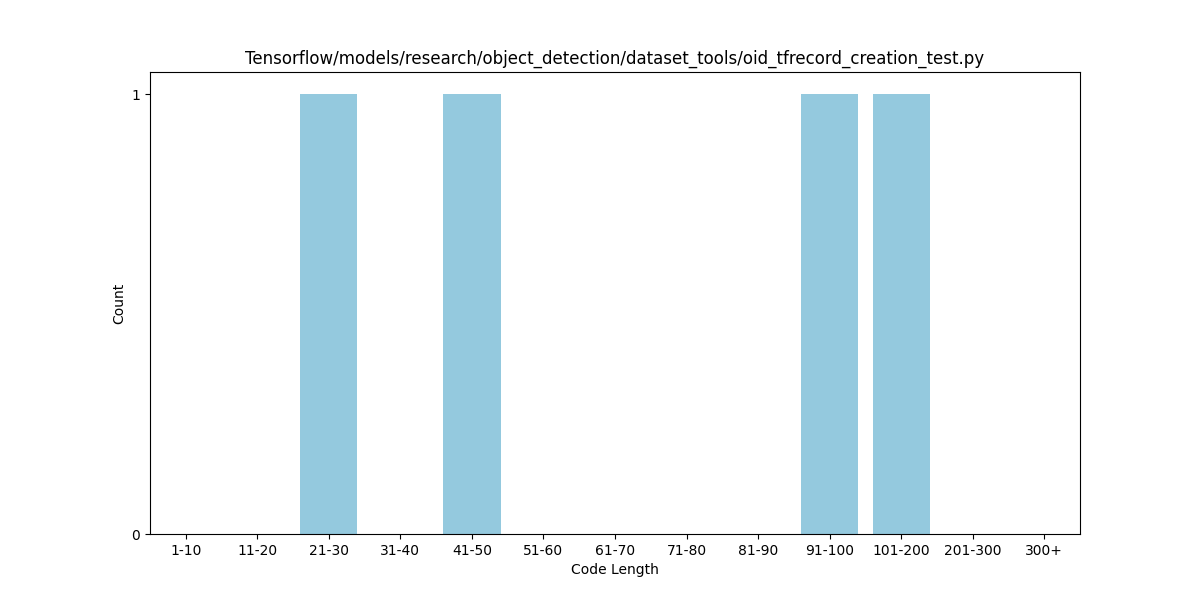 Tensorflow/models/research/object_detection/dataset_tools/oid_tfrecord_creation_test.py
1
Count
0
1-10 11-20 21-30 31-40 41-50 51-60 61-70 71-80 81-90 91-100 101-200 201-300 300+
Code Length